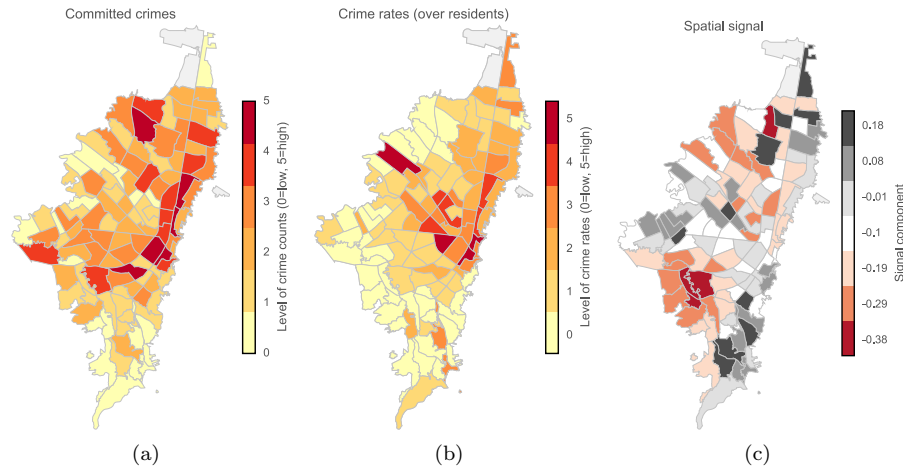 Committed crimes
Crime rates (over residents)
Spatial signal
5
4
3
2
1
0
Level of crime counts (0=low, 5=high)
5
4
3
2
1
0
Level of crime rates (0=low, 5=high)
0.18
0.08
-0.01
-0.1
-0.19
-0.29
-0.38
Signal component
(a)
(b)
(c)